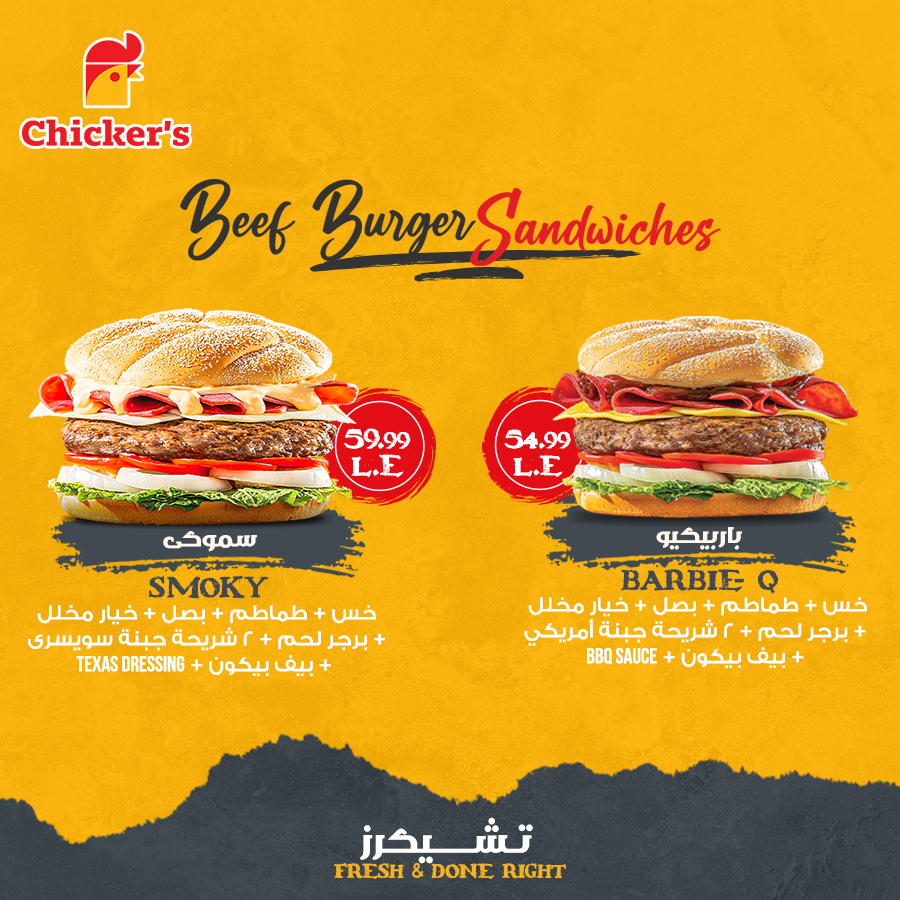 Chicker's
Beef Burger Sandwiches
59.99
L.E
سموكى
SMOKY
خس + طماطم + بصل + خيار مخلل
+ برجر لحم + ٢ شريحة جبنة سويسرى
+ بيف بيكون + TEXAS DRESSING
54.99
L.E
باربيكيو
BARBIE Q
خس + طماطم + بصل + خيار مخلل
+ برجر لحم + ٢ شريحة جبنة أمريكي
+ بيف بيكون + BBQ SAUCE
تشيكرز
FRESH & DONE RIGHT